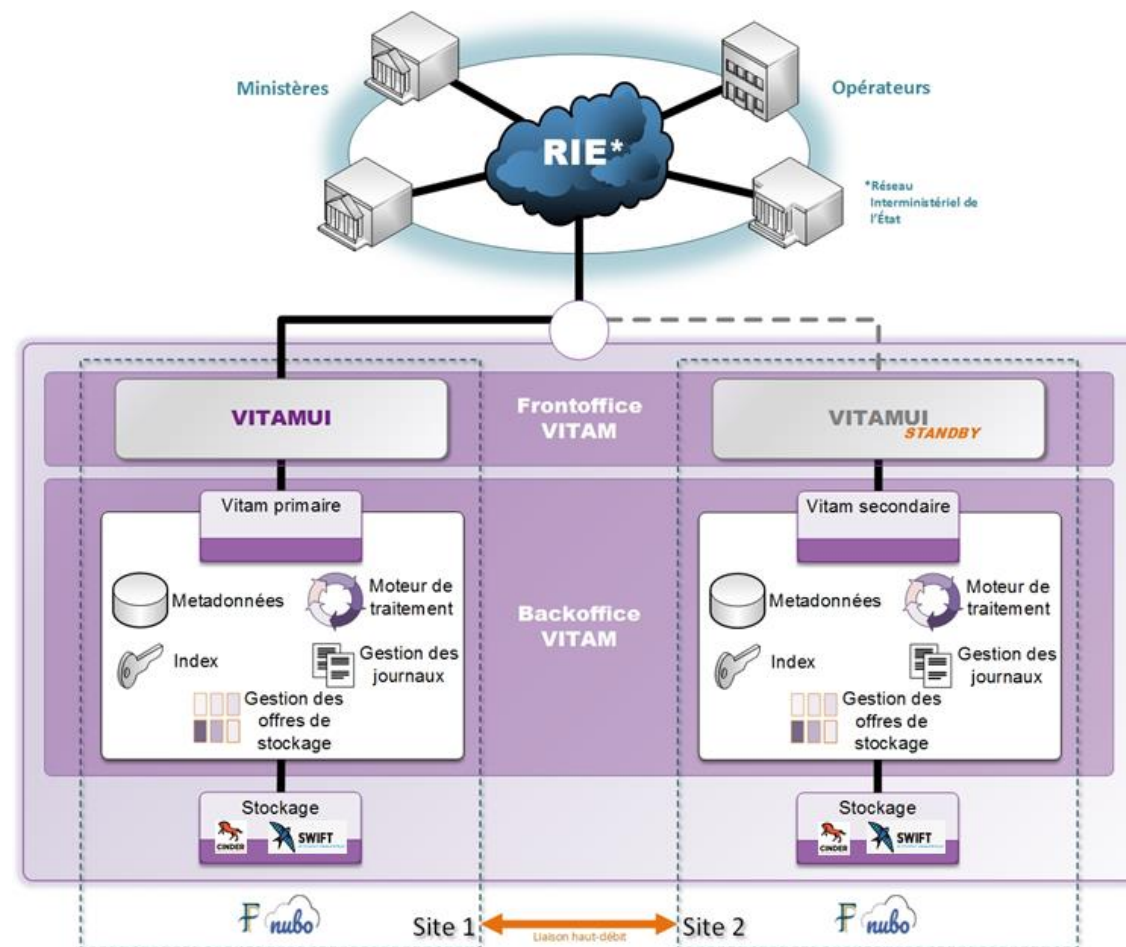 Ministères
Opérateurs
RIE*
*Réseau
Interministériel de
l'État
VITAMUI
Frontoffice
VITAM
VITAMUI
STANDBY
Vitam primaire
Metadonnées
Moteur de
traitement
Index
Gestion des
journaux
Gestion des
offres de
stockage
Backoffice
VITAM
Vitam secondaire
Metadonnées
Moteur de
traitement
Index
Gestion des
journaux
Gestion des
offres de
stockage
Stockage
CINDER
SWIFT
Stockage
CINDER
SWIFT
F nubo
Site 1
Liaison haut-débit
Site 2
F nubo